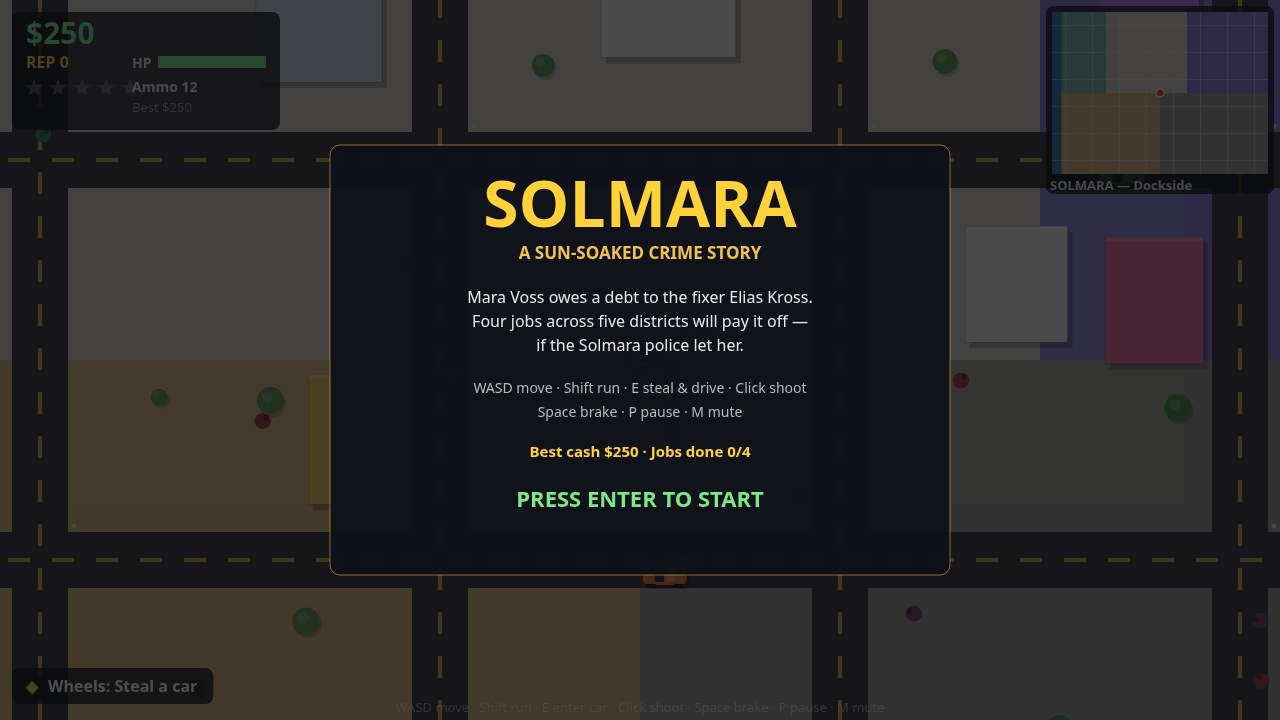 $250
REP 0
HP
Ammo 12
Best $250
SOLMARA — Dockside
SOLMARA
A SUN-SOAKED CRIME STORY
Mara Voss owes a debt to the fixer Elias Kross.
Four jobs across five districts will pay it off —
if the Solmara police let her.
WASD move · Shift run · E steal & drive · Click shoot
Space brake · P pause · M mute
Best cash $250 · Jobs done 0/4
PRESS ENTER TO START
Wheels: Steal a car
WASD move · Shift run · E enter car · Click shoot · Space brake · P pause · M mute